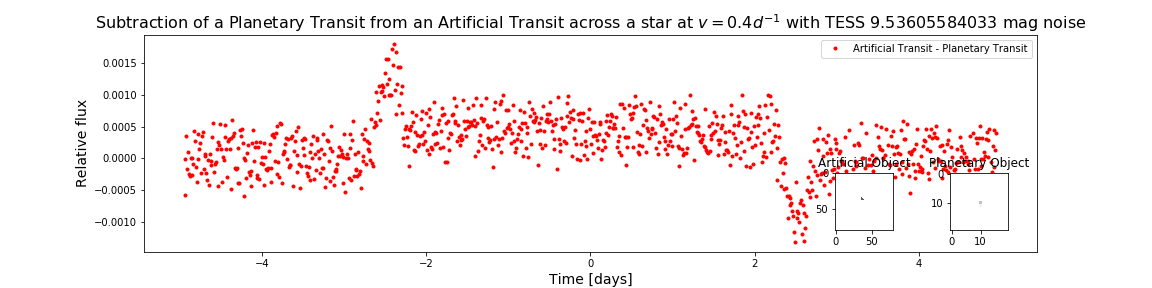 Subtraction of a Planetary Transit from an Artificial Transit across a star at v = 0.4d⁻¹ with TESS 9.53605584033 mag noise
Artificial Transit - Planetary Transit
Relative flux
0.0015
0.0010
0.0005
0.0000
−0.0005
−0.0010
Artificial Object
0
50
0 50
Planetary Object
0
10
0 10
−4 −2 0 2 4
Time [days]